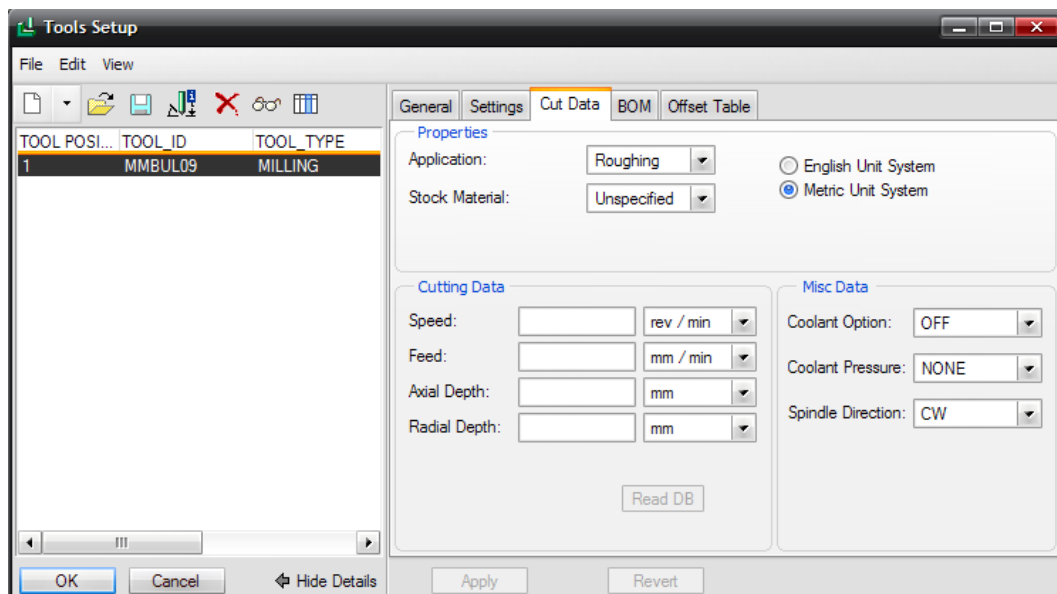 Tools Setup
File Edit View
General Settings Cut Data BOM Offset Table
TOOL POSI... TOOL_ID TOOL_TYPE
1 MMBUL09 MILLING
Properties
Application: Roughing
Stock Material: Unspecified
English Unit System
Metric Unit System
Cutting Data
Speed: rev / min
Feed: mm / min
Axial Depth: mm
Radial Depth: mm
Read DB
Misc Data
Coolant Option: OFF
Coolant Pressure: NONE
Spindle Direction: CW
OK Cancel Hide Details Apply Revert